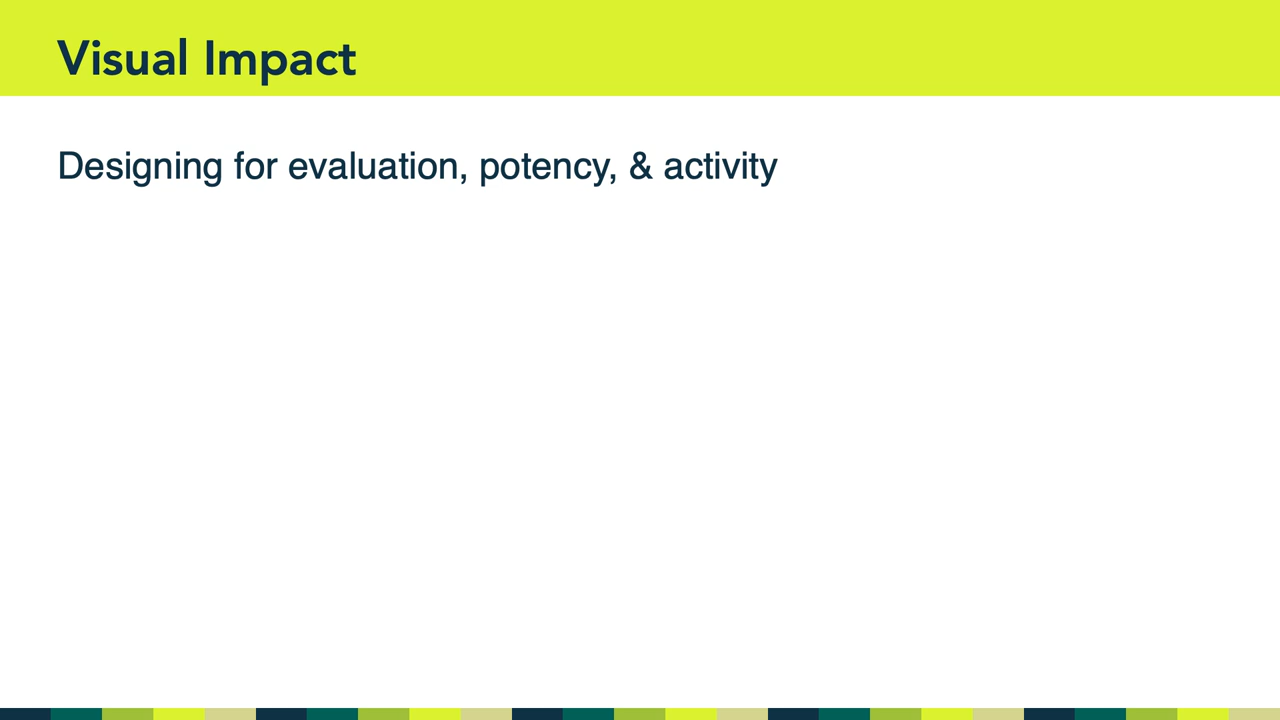 Visual Impact
Designing for evaluation, potency, & activity